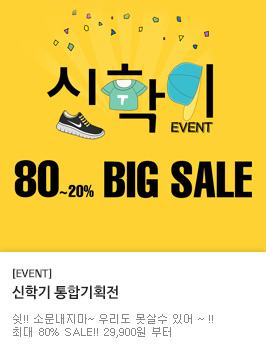 신학기
EVENT
80~20% BIG SALE
[EVENT]
신학기 통합기획전
쉿!! 소문내지마~ 우리도 못살수 있어 ~ !!
최대 80% SALE!! 29,900원 부터